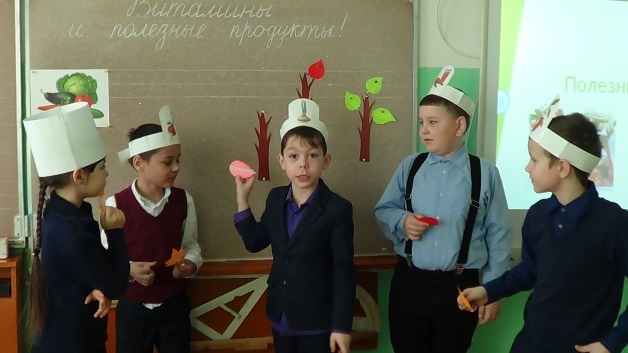 Витамины
и полезные продукты!
Полезн